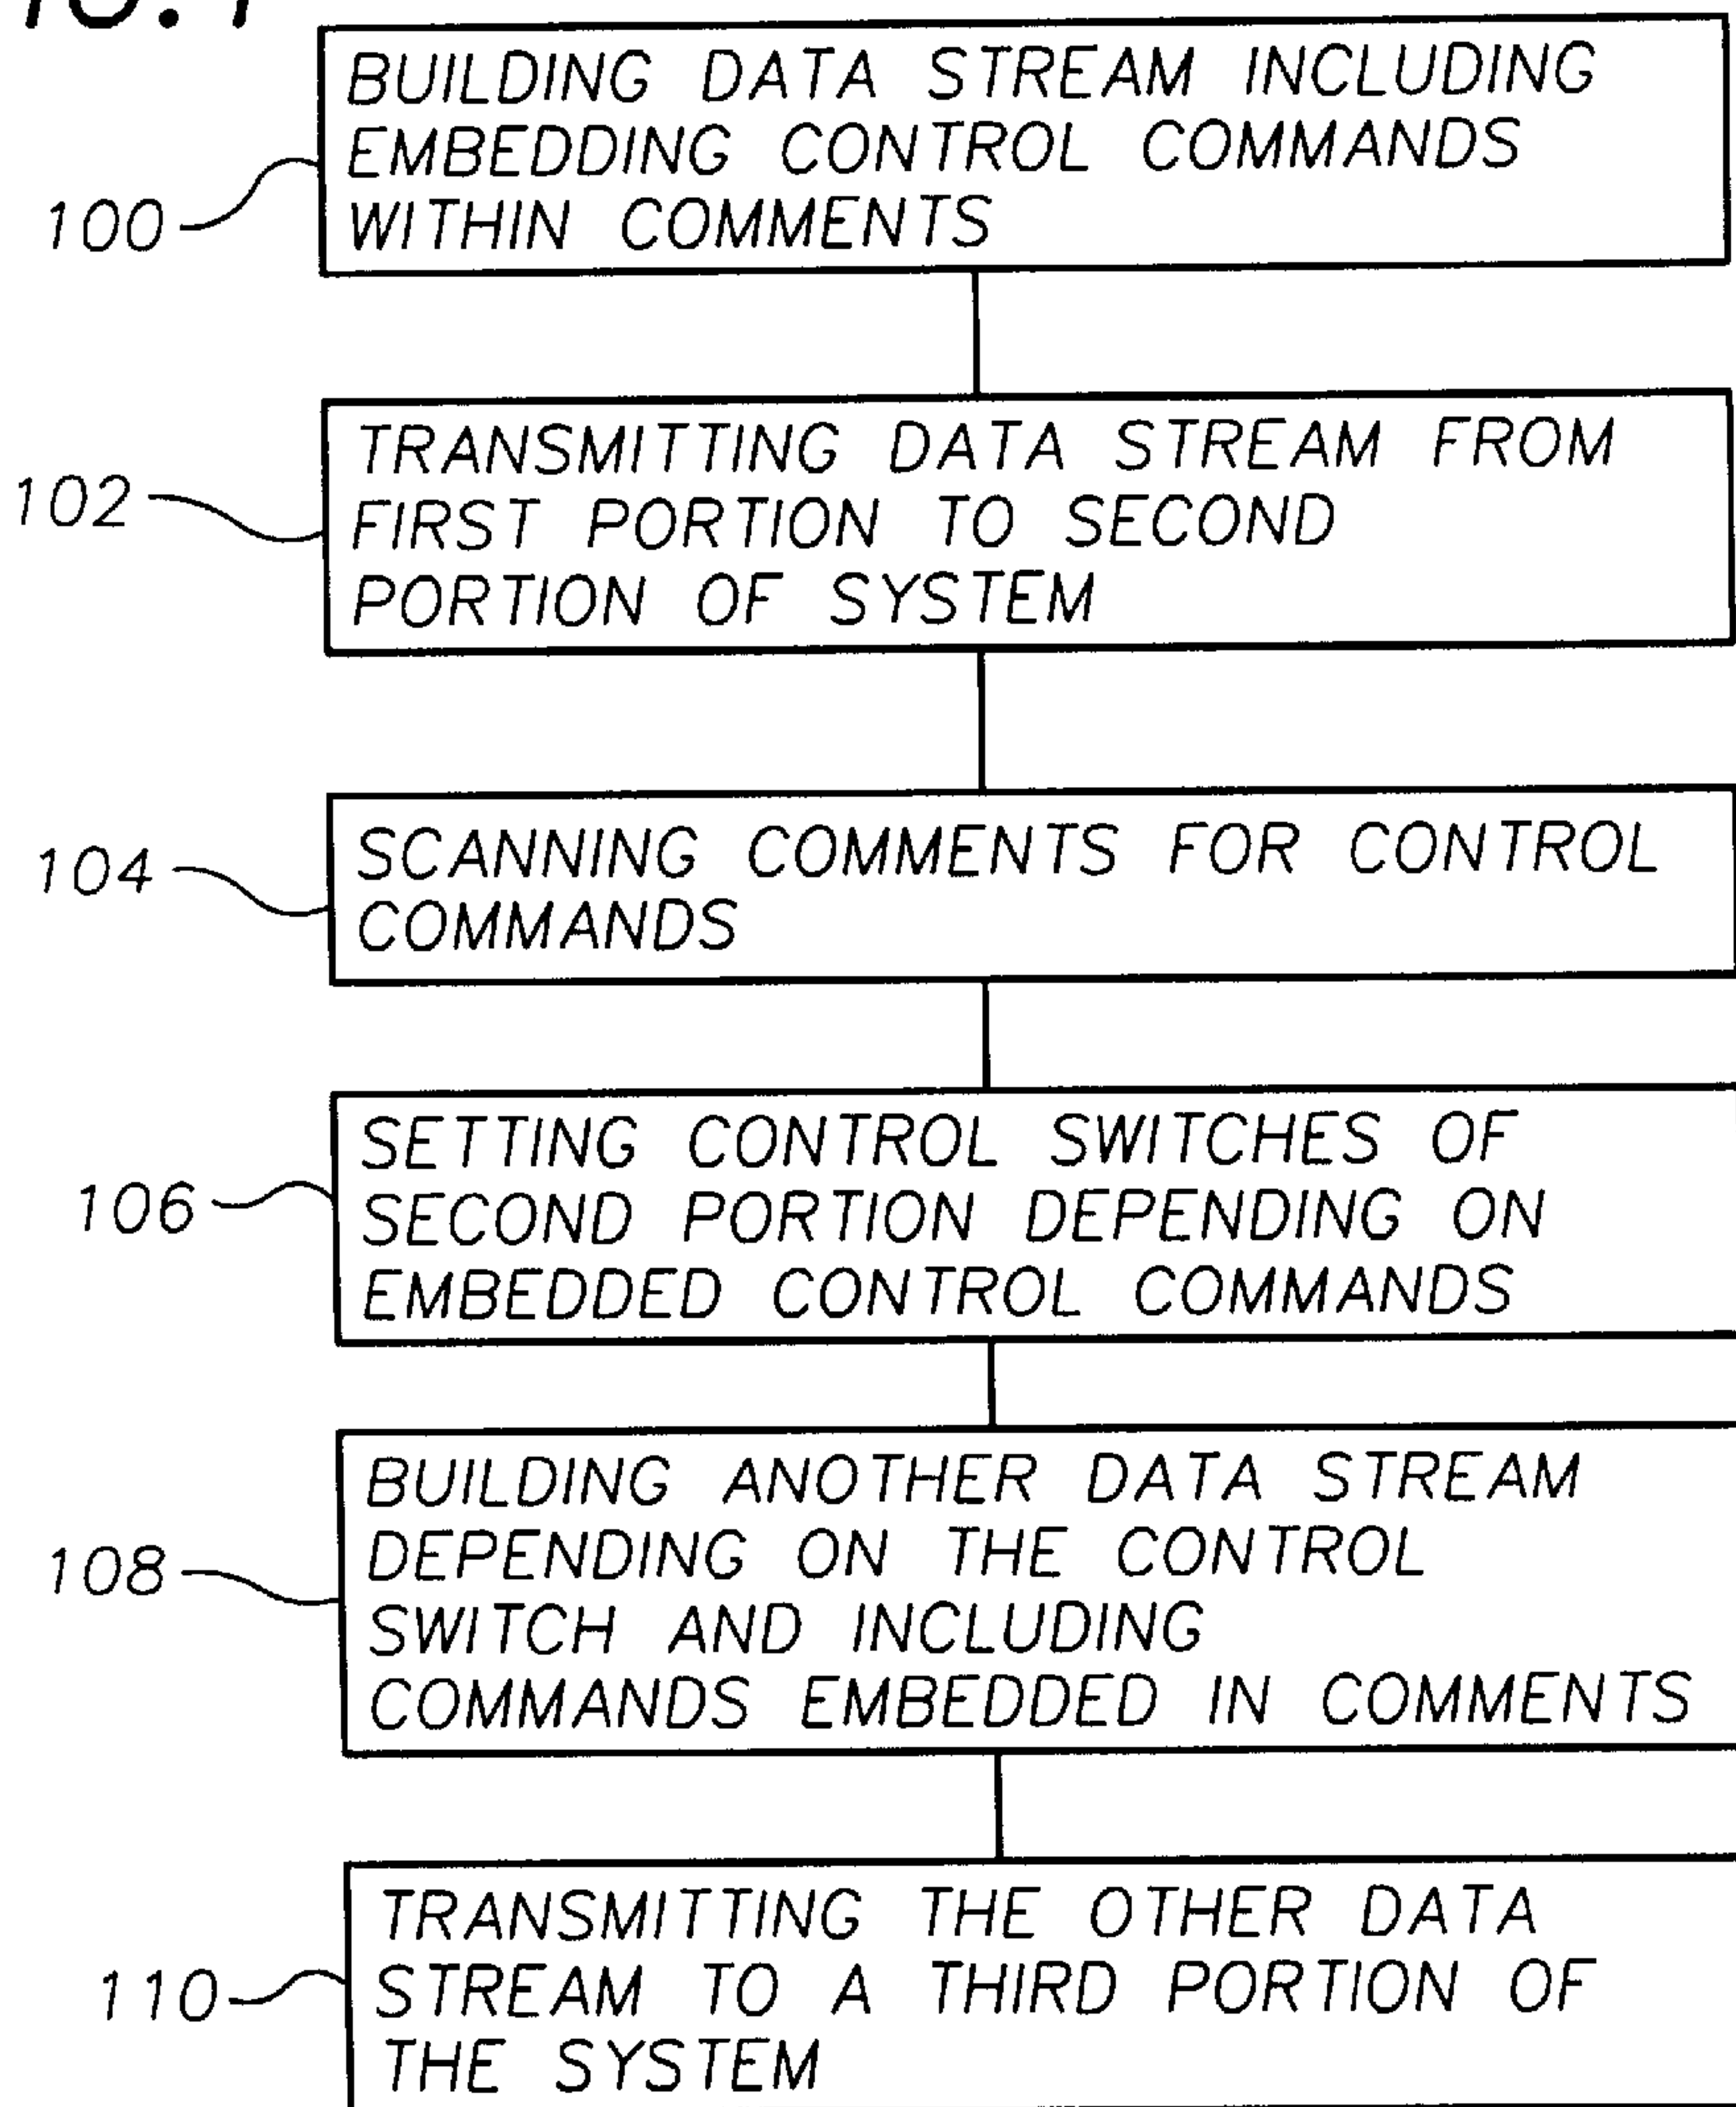 BUILDING DATA STREAM INCLUDING
EMBEDDING CONTROL COMMANDS
WITHIN COMMENTS
100
TRANSMITTING DATA STREAM FROM
FIRST PORTION TO SECOND
PORTION OF SYSTEM
102
SCANNING COMMENTS FOR CONTROL
COMMANDS
104
SETTING CONTROL SWITCHES OF
SECOND PORTION DEPENDING ON
EMBEDDED CONTROL COMMANDS
106
BUILDING ANOTHER DATA STREAM
DEPENDING ON THE CONTROL
SWITCH AND INCLUDING
COMMANDS EMBEDDED IN COMMENTS
108
TRANSMITTING THE OTHER DATA
STREAM TO A THIRD PORTION OF
THE SYSTEM
110